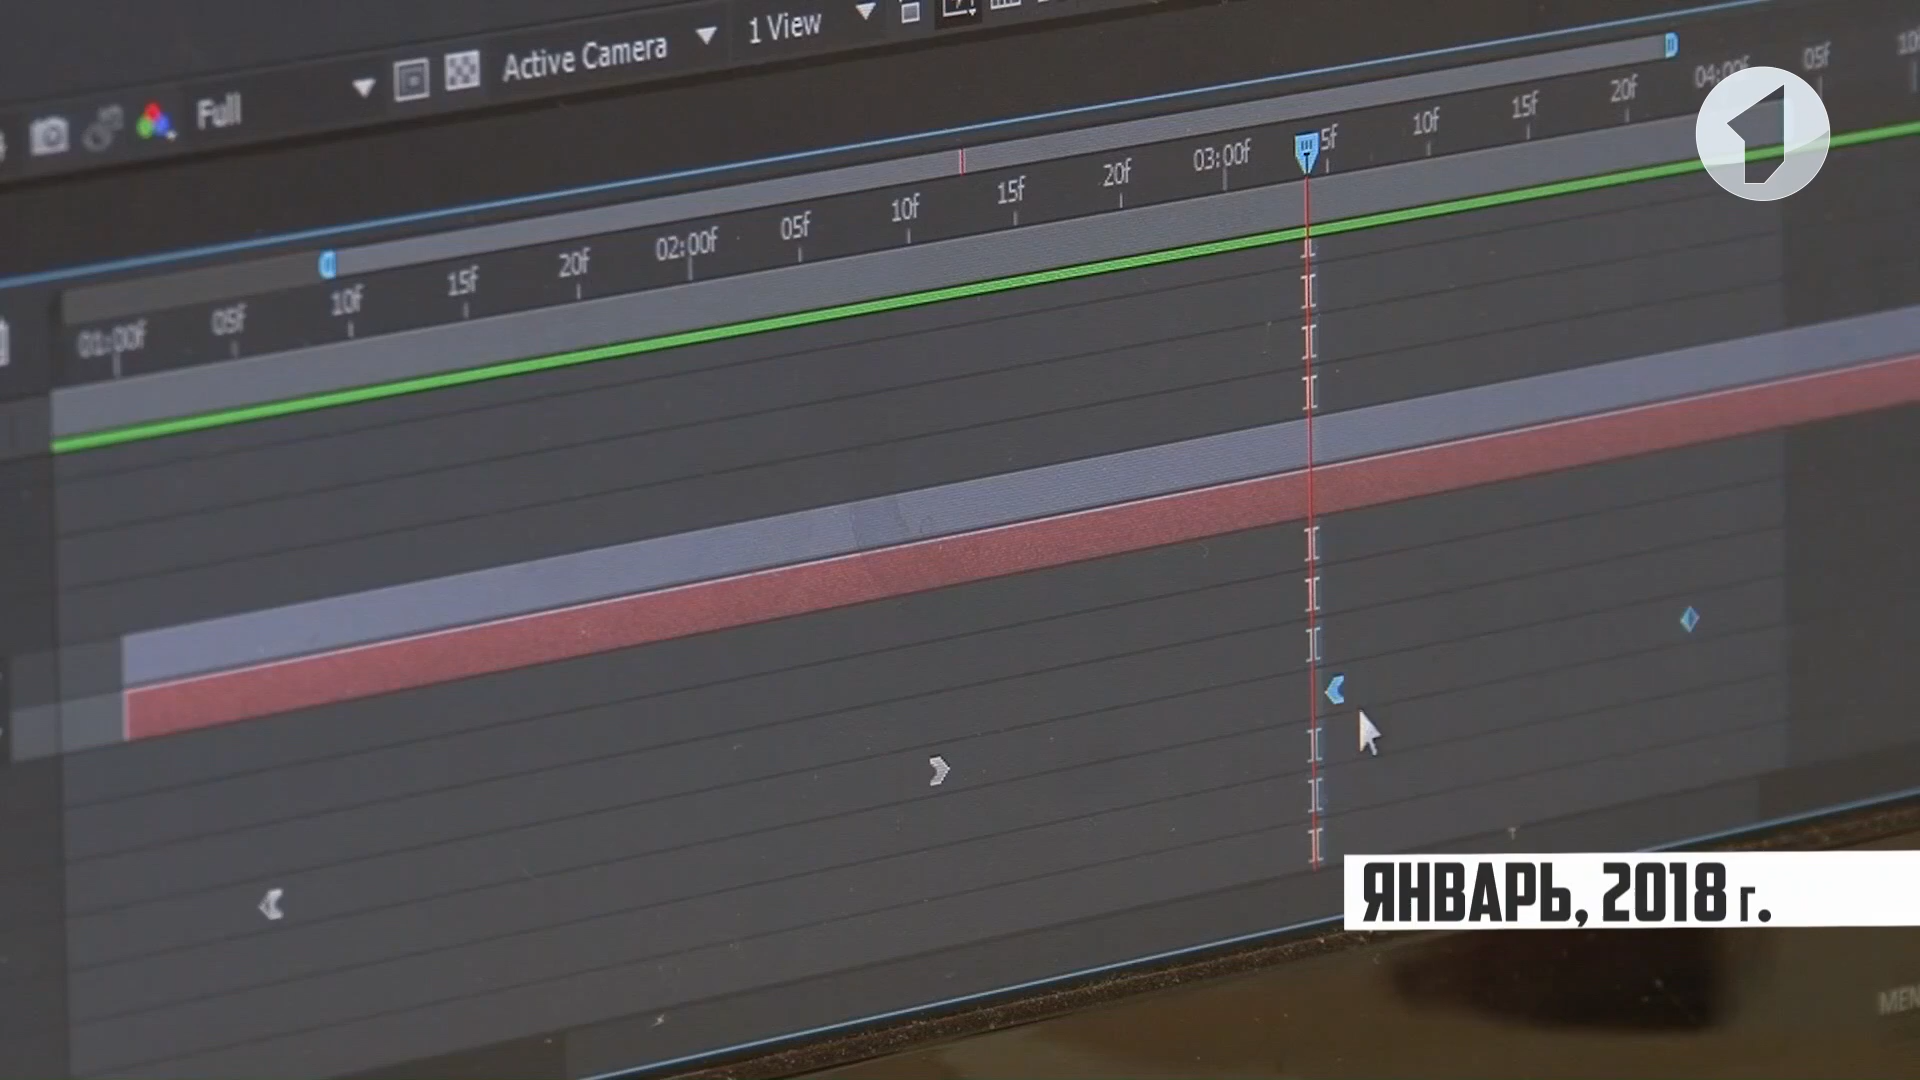 Active Camera
1 View
Full
01:00f 05f 10f 15f 20f 02:00f 05f 10f 15f 20f 03:00f 5f 10f 15f 20f 04:00f 05f
ЯНВАРЬ, 2018 г.